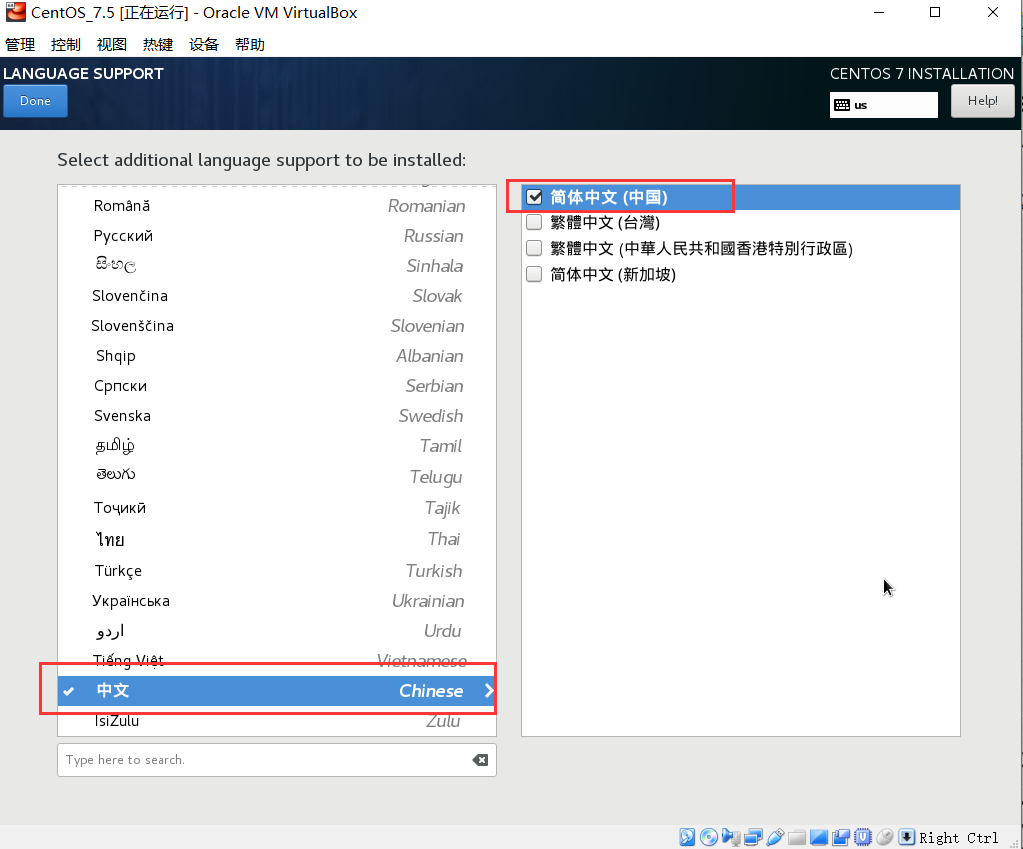 CentOS_7.5 [正在运行] - Oracle VM VirtualBox
管理 控制 视图 热键 设备 帮助
LANGUAGE SUPPORT
CENTOS 7 INSTALLATION
Done
us
Help!
Select additional language support to be installed:
Română Romanian
Русский Russian
සිංහල Sinhala
Slovenčina Slovak
Slovenščina Slovenian
Shqip Albanian
Српски Serbian
Svenska Swedish
தமிழ் Tamil
తెలుగు Telugu
Тоҷикӣ Tajik
ไทย Thai
Türkçe Turkish
Українська Ukrainian
اردو Urdu
Tiếng Việt Vietnamese
中文 Chinese
IsiZulu Zulu
Type here to search.
简体中文 (中国)
繁體中文 (台灣)
繁體中文 (中華人民共和國香港特別行政區)
简体中文 (新加坡)
Right Ctrl